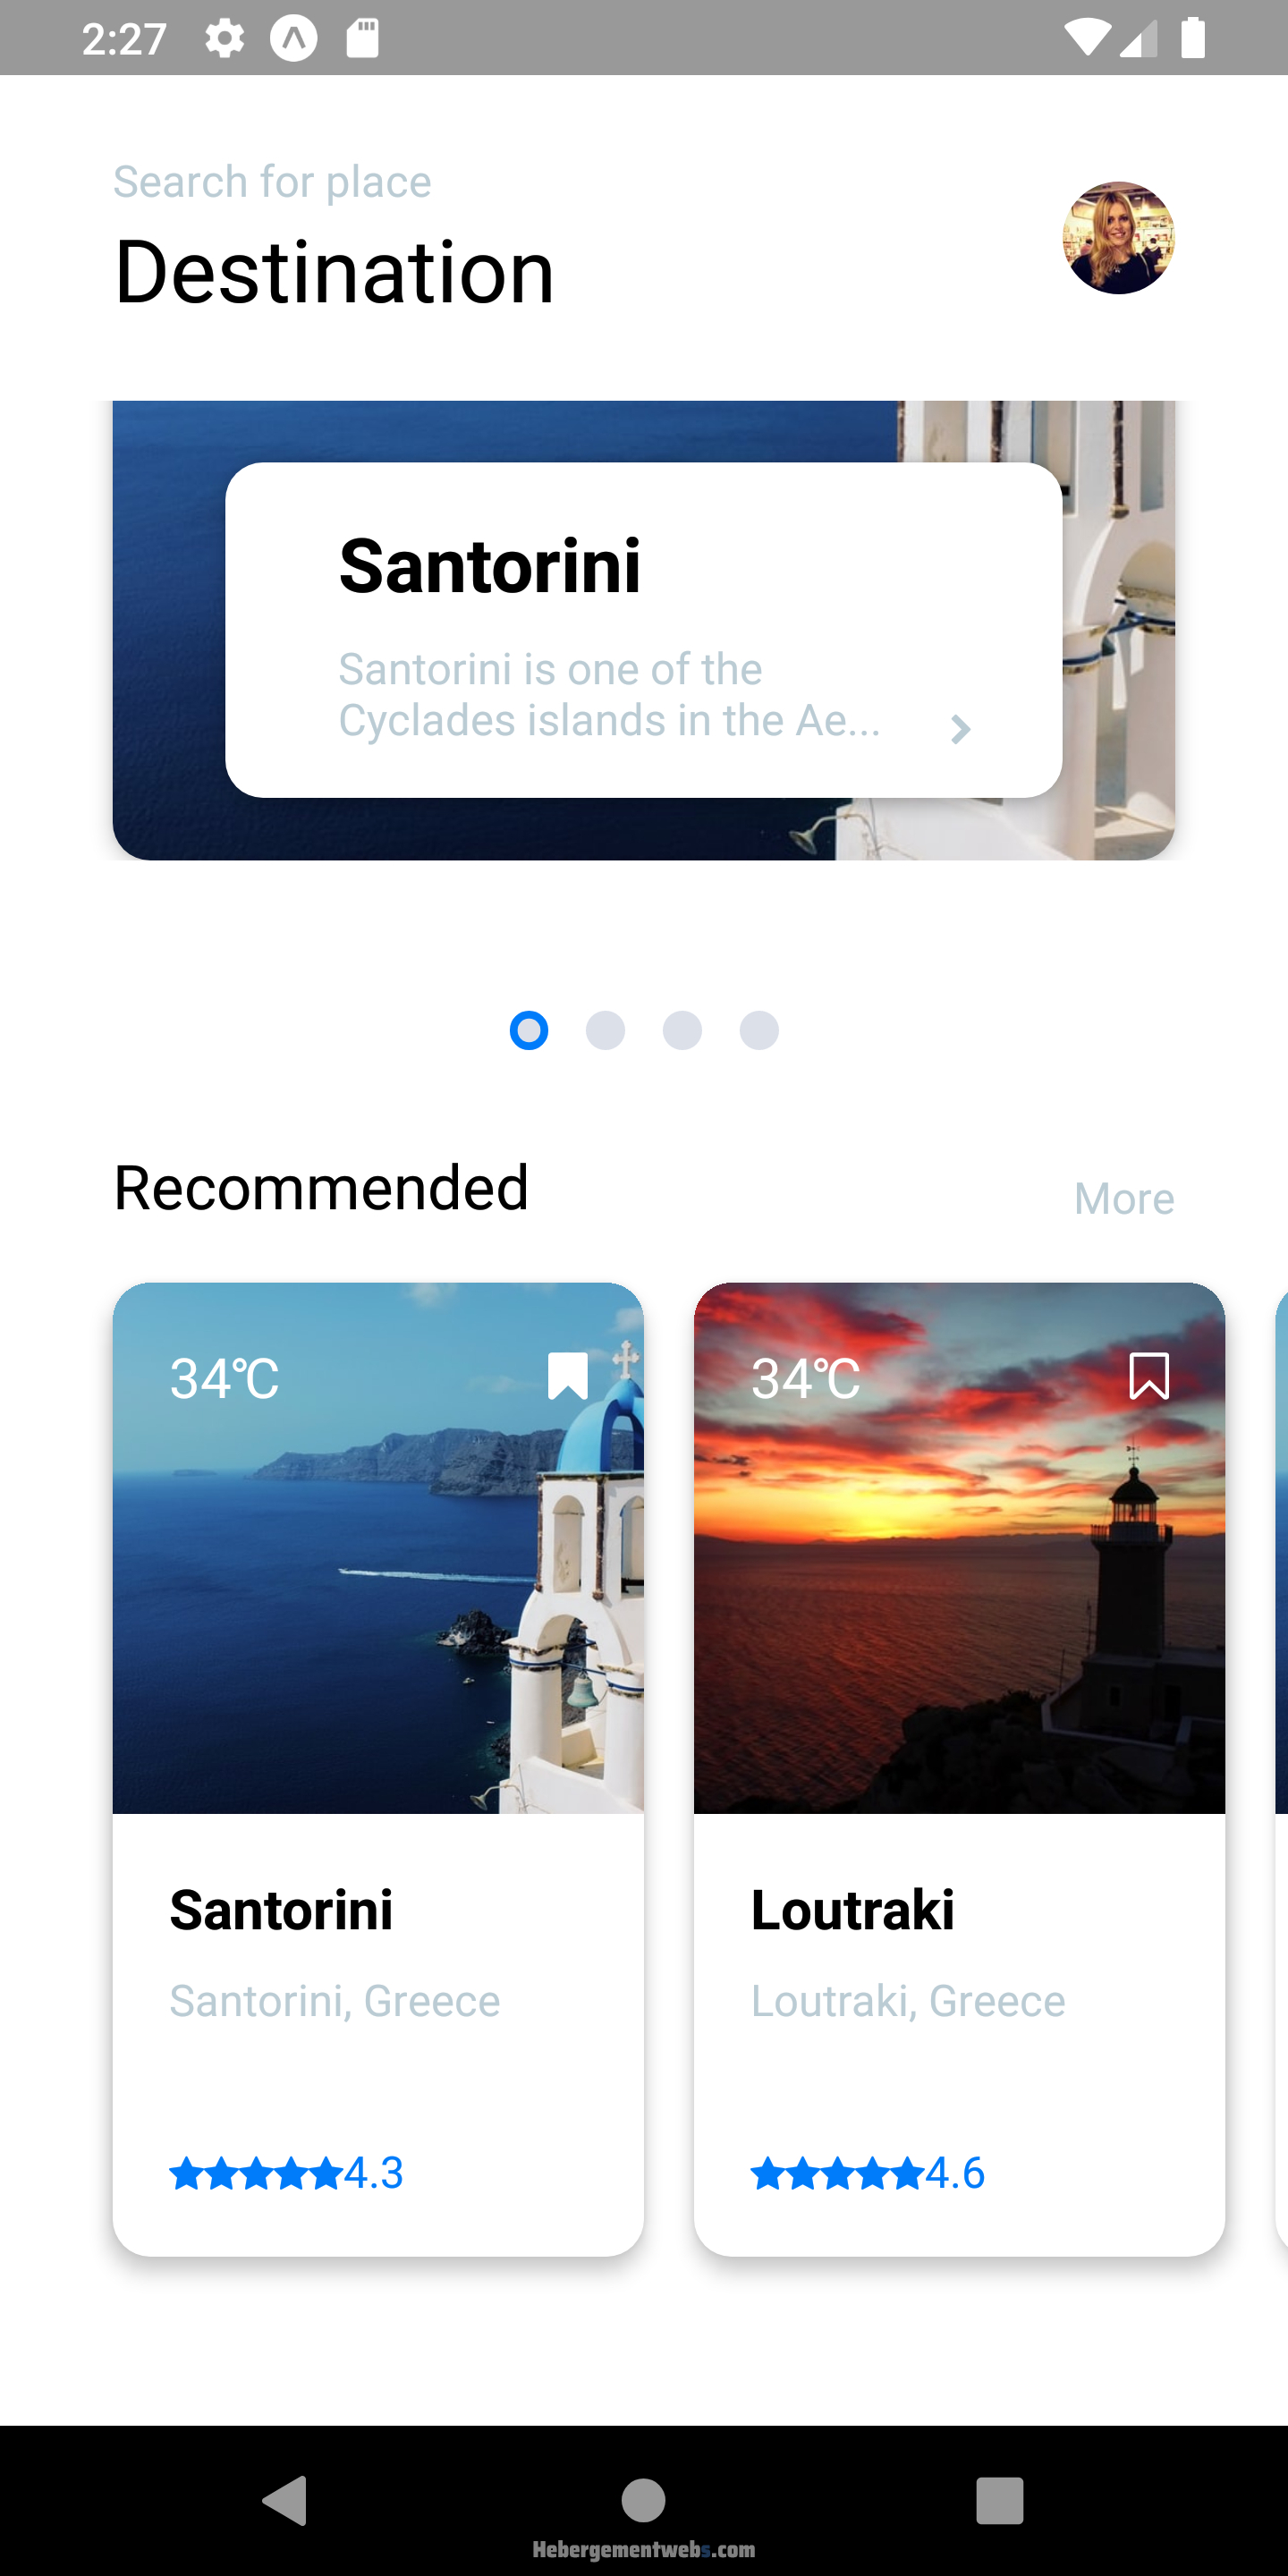 2:27
Search for place
Destination
Santorini
Santorini is one of the
Cyclades islands in the Ae...
Recommended
More
34℃
34℃
Santorini
Loutraki
Santorini, Greece
Loutraki, Greece
4.3
4.6
Hebergementwebs.com